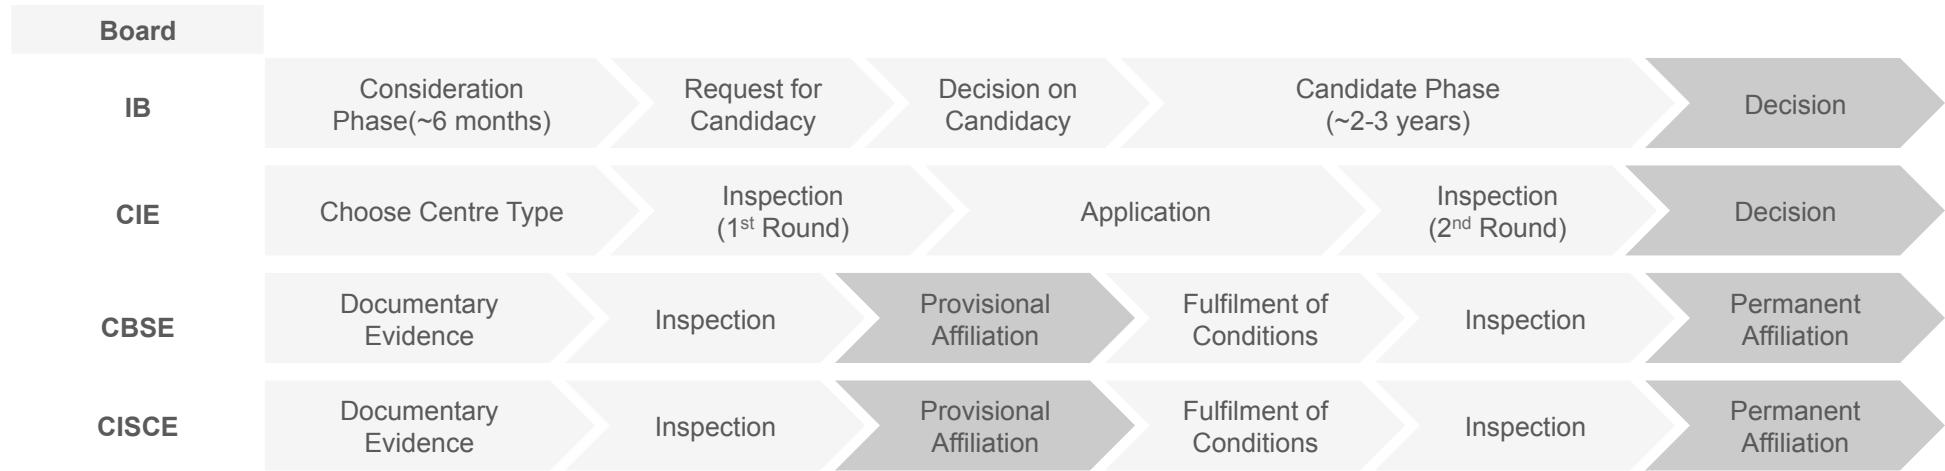 Board
IB
Consideration
Phase(~6 months)
Request for
Candidacy
Decision on
Candidacy
Candidate Phase
(~2-3 years)
Decision
CIE
Choose Centre Type
Inspection
(1st Round)
Application
Inspection
(2nd Round)
Decision
CBSE
Documentary
Evidence
Inspection
Provisional
Affiliation
Fulfilment of
Conditions
Inspection
Permanent
Affiliation
CISCE
Documentary
Evidence
Inspection
Provisional
Affiliation
Fulfilment of
Conditions
Inspection
Permanent
Affiliation